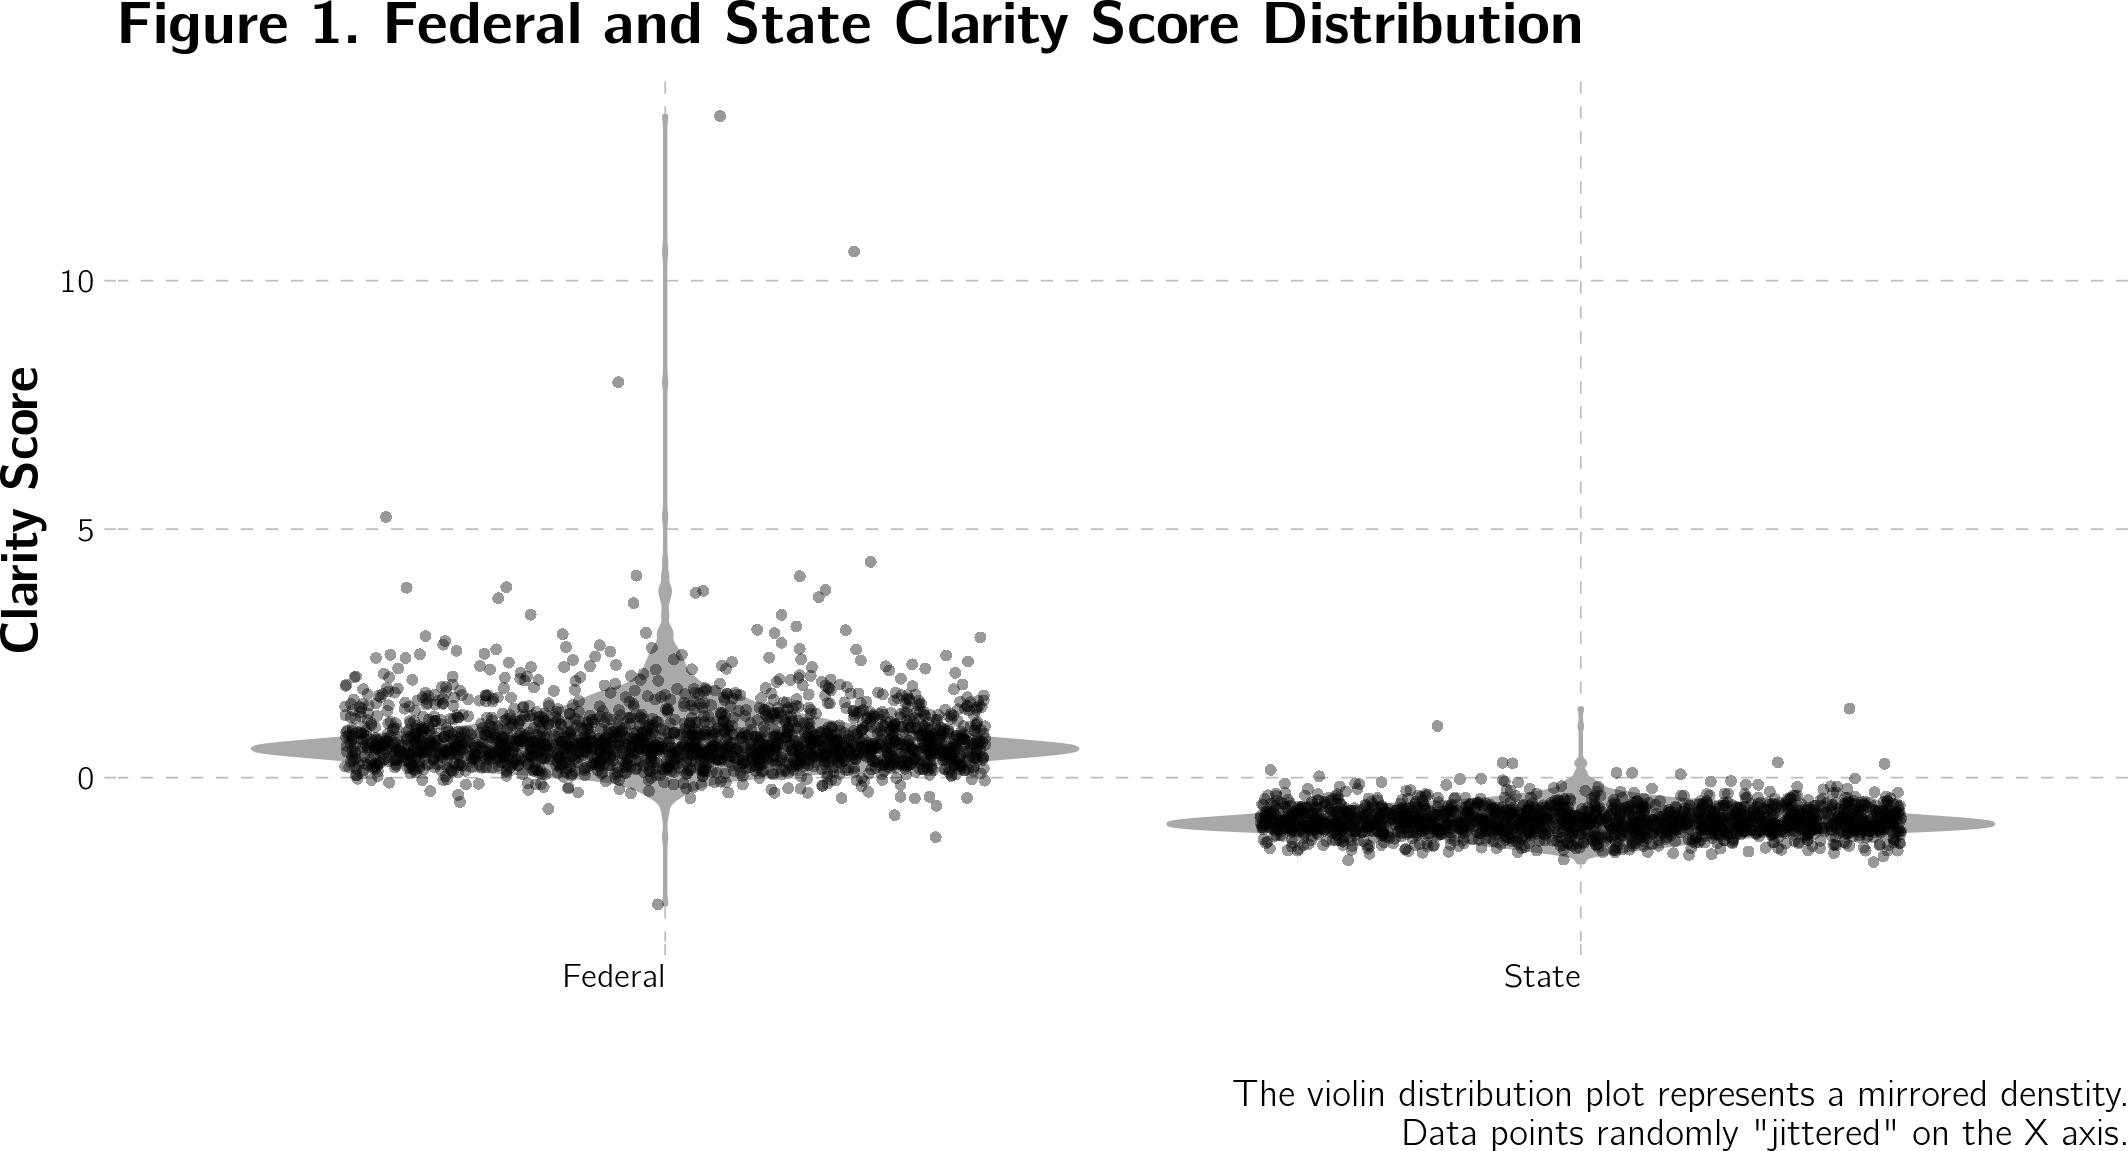 Figure 1. Federal and State Clarity Score Distribution
Clarity Score
10
5
0
Federal
State
The violin distribution plot represents a mirrored denstity.
Data points randomly "jittered" on the X axis.